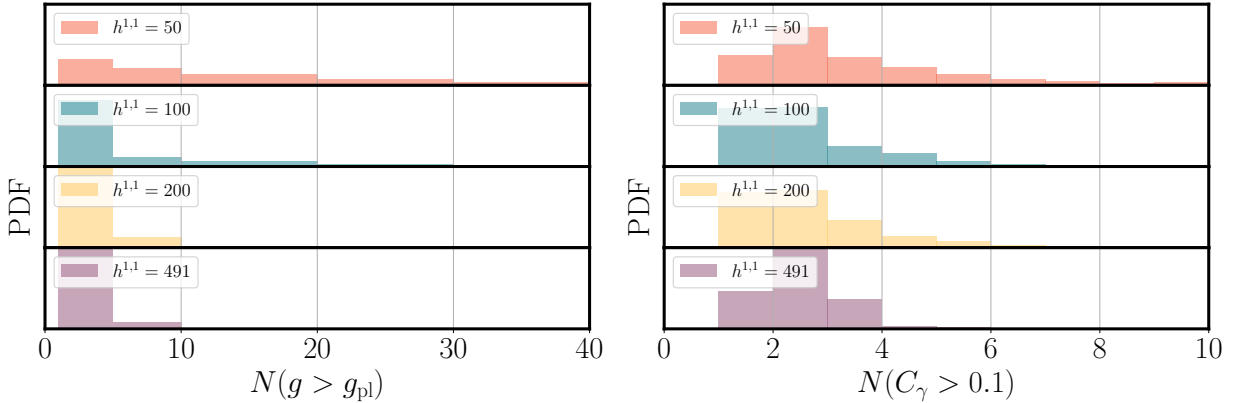 PDF
h^{1,1} = 50
h^{1,1} = 100
h^{1,1} = 200
h^{1,1} = 491
0 10 20 30 40
N(g > g_{pl})
PDF
h^{1,1} = 50
h^{1,1} = 100
h^{1,1} = 200
h^{1,1} = 491
0 2 4 6 8 10
N(C_γ > 0.1)